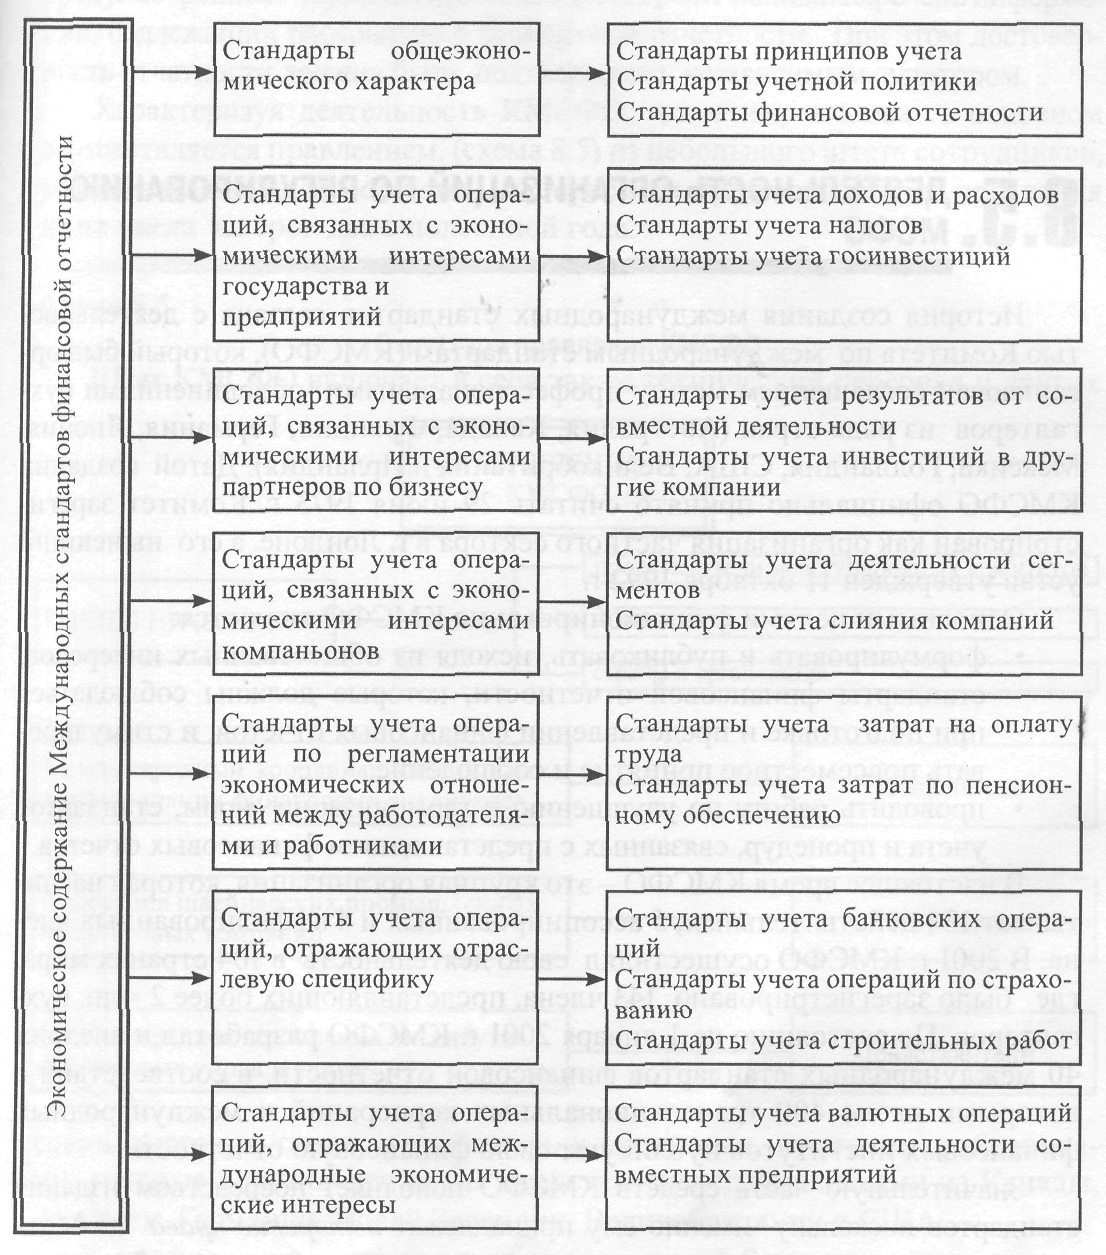 Экономическое содержание Международных стандартов финансовой отчетности
Стандарты общеэконо-
мического характера
Стандарты принципов учета
Стандарты учетной политики
Стандарты финансовой отчетности
Стандарты учета опера-
ций, связанных с эконо-
мическими интересами
государства и
предприятий
Стандарты учета доходов и расходов
Стандарты учета налогов
Стандарты учета госинвестиций
Стандарты учета опера-
ций, связанных с эконо-
мическими интересами
партнеров по бизнесу
Стандарты учета результатов от со-
вместной деятельности
Стандарты учета инвестиций в дру-
гие компании
Стандарты учета опера-
ций, связанных с эконо-
мическими интересами
компаньонов
Стандарты учета деятельности сег-
ментов
Стандарты учета слияния компаний
Стандарты учета опера-
ций по регламентации
экономических отноше-
ний между работодателя-
ми и работниками
Стандарты учета затрат на оплату
труда
Стандарты учета затрат по пенсион-
ному обеспечению
Стандарты учета опера-
ций, отражающих отрас-
левую специфику
Стандарты учета банковских опера-
ций
Стандарты учета операций по страхо-
ванию
Стандарты учета строительных работ
Стандарты учета опера-
ций, отражающих меж-
дународные экономиче-
ские интересы
Стандарты учета валютных операций
Стандарты учета деятельности со-
вместных предприятий